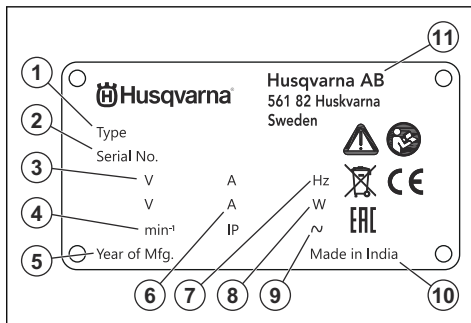 11
Husqvarna
Husqvarna AB
561 82 Huskvarna
Sweden
1
Type
2
Serial No.
3
V A Hz
V A W
4
min⁻¹ IP ~
5
Year of Mfg.
Made in India
CE
EAC
6
7
8
9
10